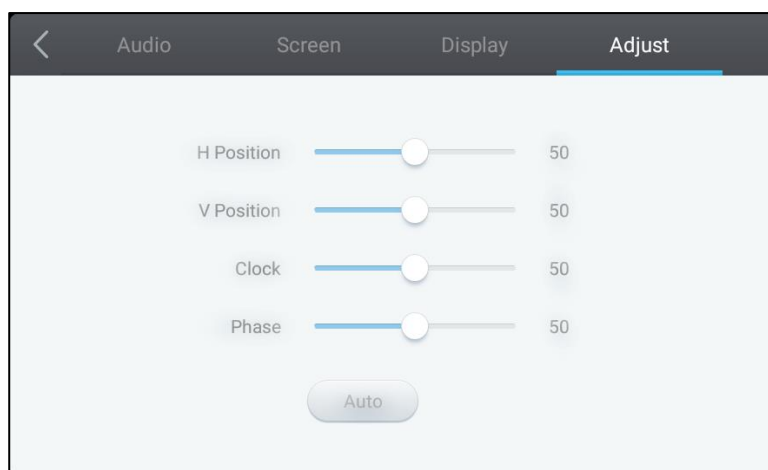 Audio Screen Display Adjust
H Position 50
V Position 50
Clock 50
Phase 50
Auto